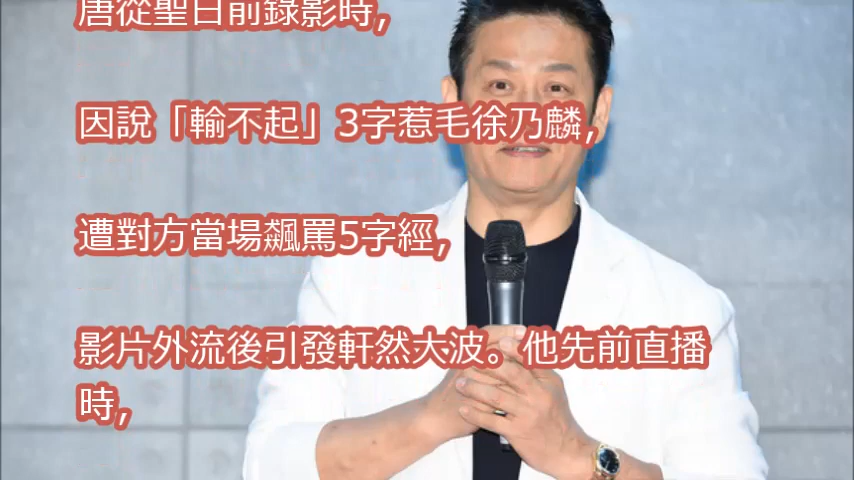 唐從聖日前錄影時,
因說「輸不起」3字惹毛徐乃麟,
遭對方當場飆罵5字經,
影片外流後引發軒然大波。他先前直播
時,